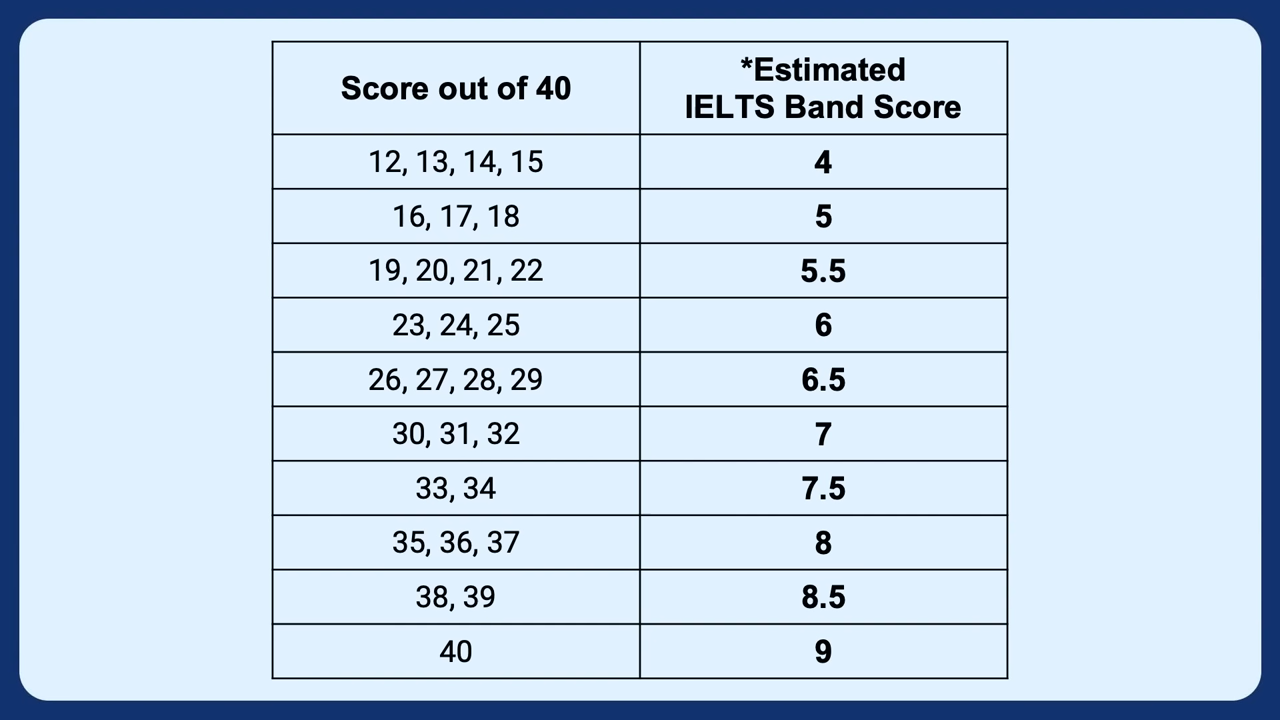 Score out of 40
*Estimated
IELTS Band Score
12, 13, 14, 15
4
16, 17, 18
5
19, 20, 21, 22
5.5
23, 24, 25
6
26, 27, 28, 29
6.5
30, 31, 32
7
33, 34
7.5
35, 36, 37
8
38, 39
8.5
40
9